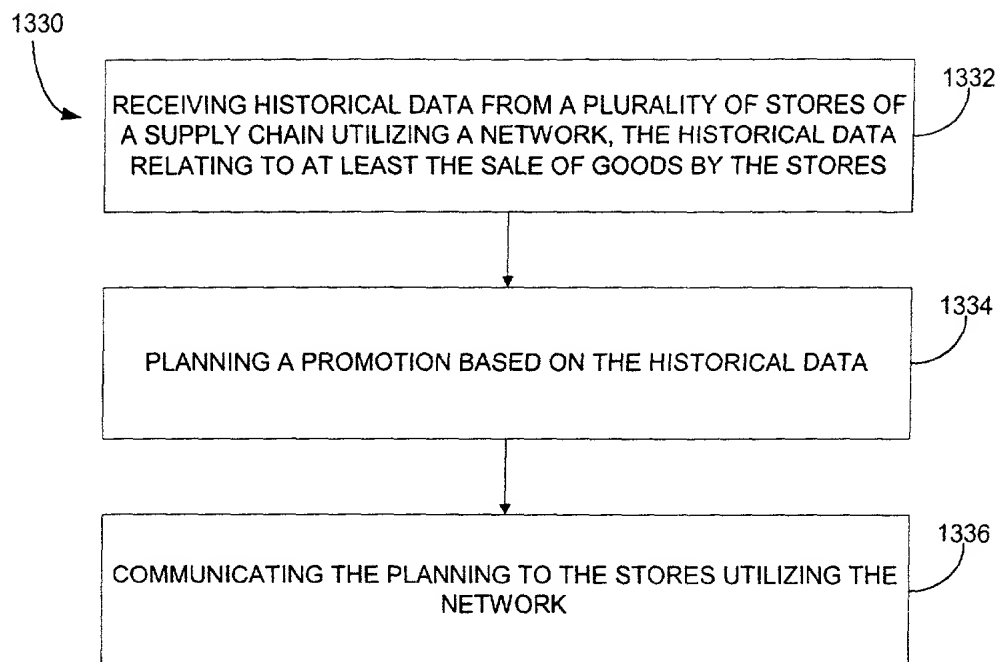 1330
1332
RECEIVING HISTORICAL DATA FROM A PLURALITY OF STORES OF
A SUPPLY CHAIN UTILIZING A NETWORK, THE HISTORICAL DATA
RELATING TO AT LEAST THE SALE OF GOODS BY THE STORES
1334
PLANNING A PROMOTION BASED ON THE HISTORICAL DATA
1336
COMMUNICATING THE PLANNING TO THE STORES UTILIZING THE
NETWORK